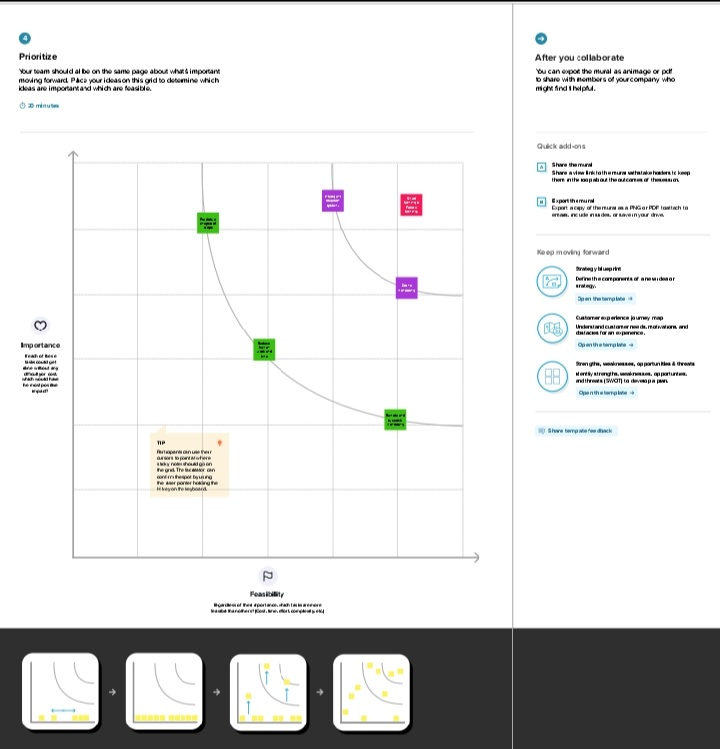 4
Prioritize
Your team should all be on the same page about what's important
moving forward. Place your ideas on this grid to determine which
ideas are important and which are feasible.
20 minutes
Importance
If each of these
tasks could get
done without any
difficulty or cost,
which would have
the most positive
impact?
TIP
Participants can use their
cursors to point at where
sticky notes should go on
the grid. The facilitator can
confirm the spot by using
the laser pointer holding the
H key on the keyboard.
Feasibility
Regardless of their importance, which tasks are more
feasible than others? (Cost, time, effort, complexity, etc.)
After you collaborate
You can export the mural as an image or pdf
to share with members of your company who
might find it helpful.
Quick add-ons
A
Share the mural
Share a view link to the mural with stakeholders to keep
them in the loop about the outcomes of the session.
B
Export the mural
Export a copy of the mural as a PNG or PDF to attach to
emails, include in slides, or save in your drive.
Keep moving forward
Strategy blueprint
Define the components of a new idea or
strategy.
Open the template →
Customer experience journey map
Understand customer needs, motivations, and
obstacles for an experience.
Open the template →
Strengths, weaknesses, opportunities & threats
Identify strengths, weaknesses, opportunities,
and threats (SWOT) to develop a plan.
Open the template →
Share template feedback